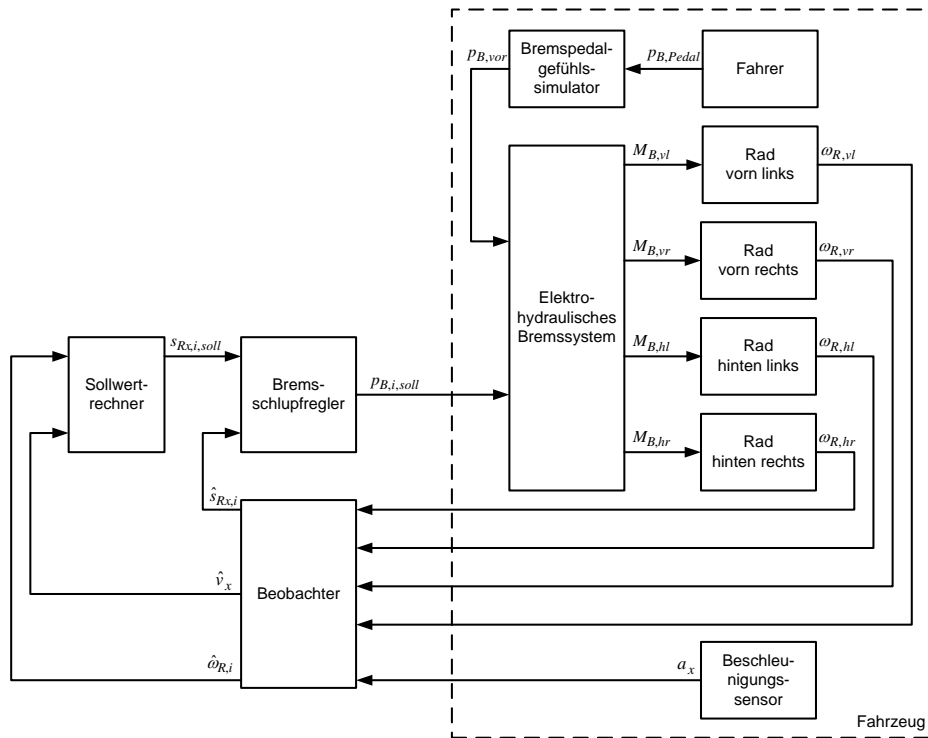 p_{B,vor}
Bremspedal-
gefühls-
simulator
p_{B,Pedal}
Fahrer
M_{B,vl}
Rad
vorn links
ω_{R,vl}
M_{B,vr}
Rad
vorn rechts
ω_{R,vr}
Elektro-
hydraulisches
Bremssystem
M_{B,hl}
Rad
hinten links
ω_{R,hl}
M_{B,hr}
Rad
hinten rechts
ω_{R,hr}
Sollwert-
rechner
s_{Rx,i,soll}
Brems-
schlupfregler
p_{B,i,soll}
ŝ_{Rx,i}
v̂_x
ω̂_{R,i}
Beobachter
a_x
Beschleu-
nigungs-
sensor
Fahrzeug